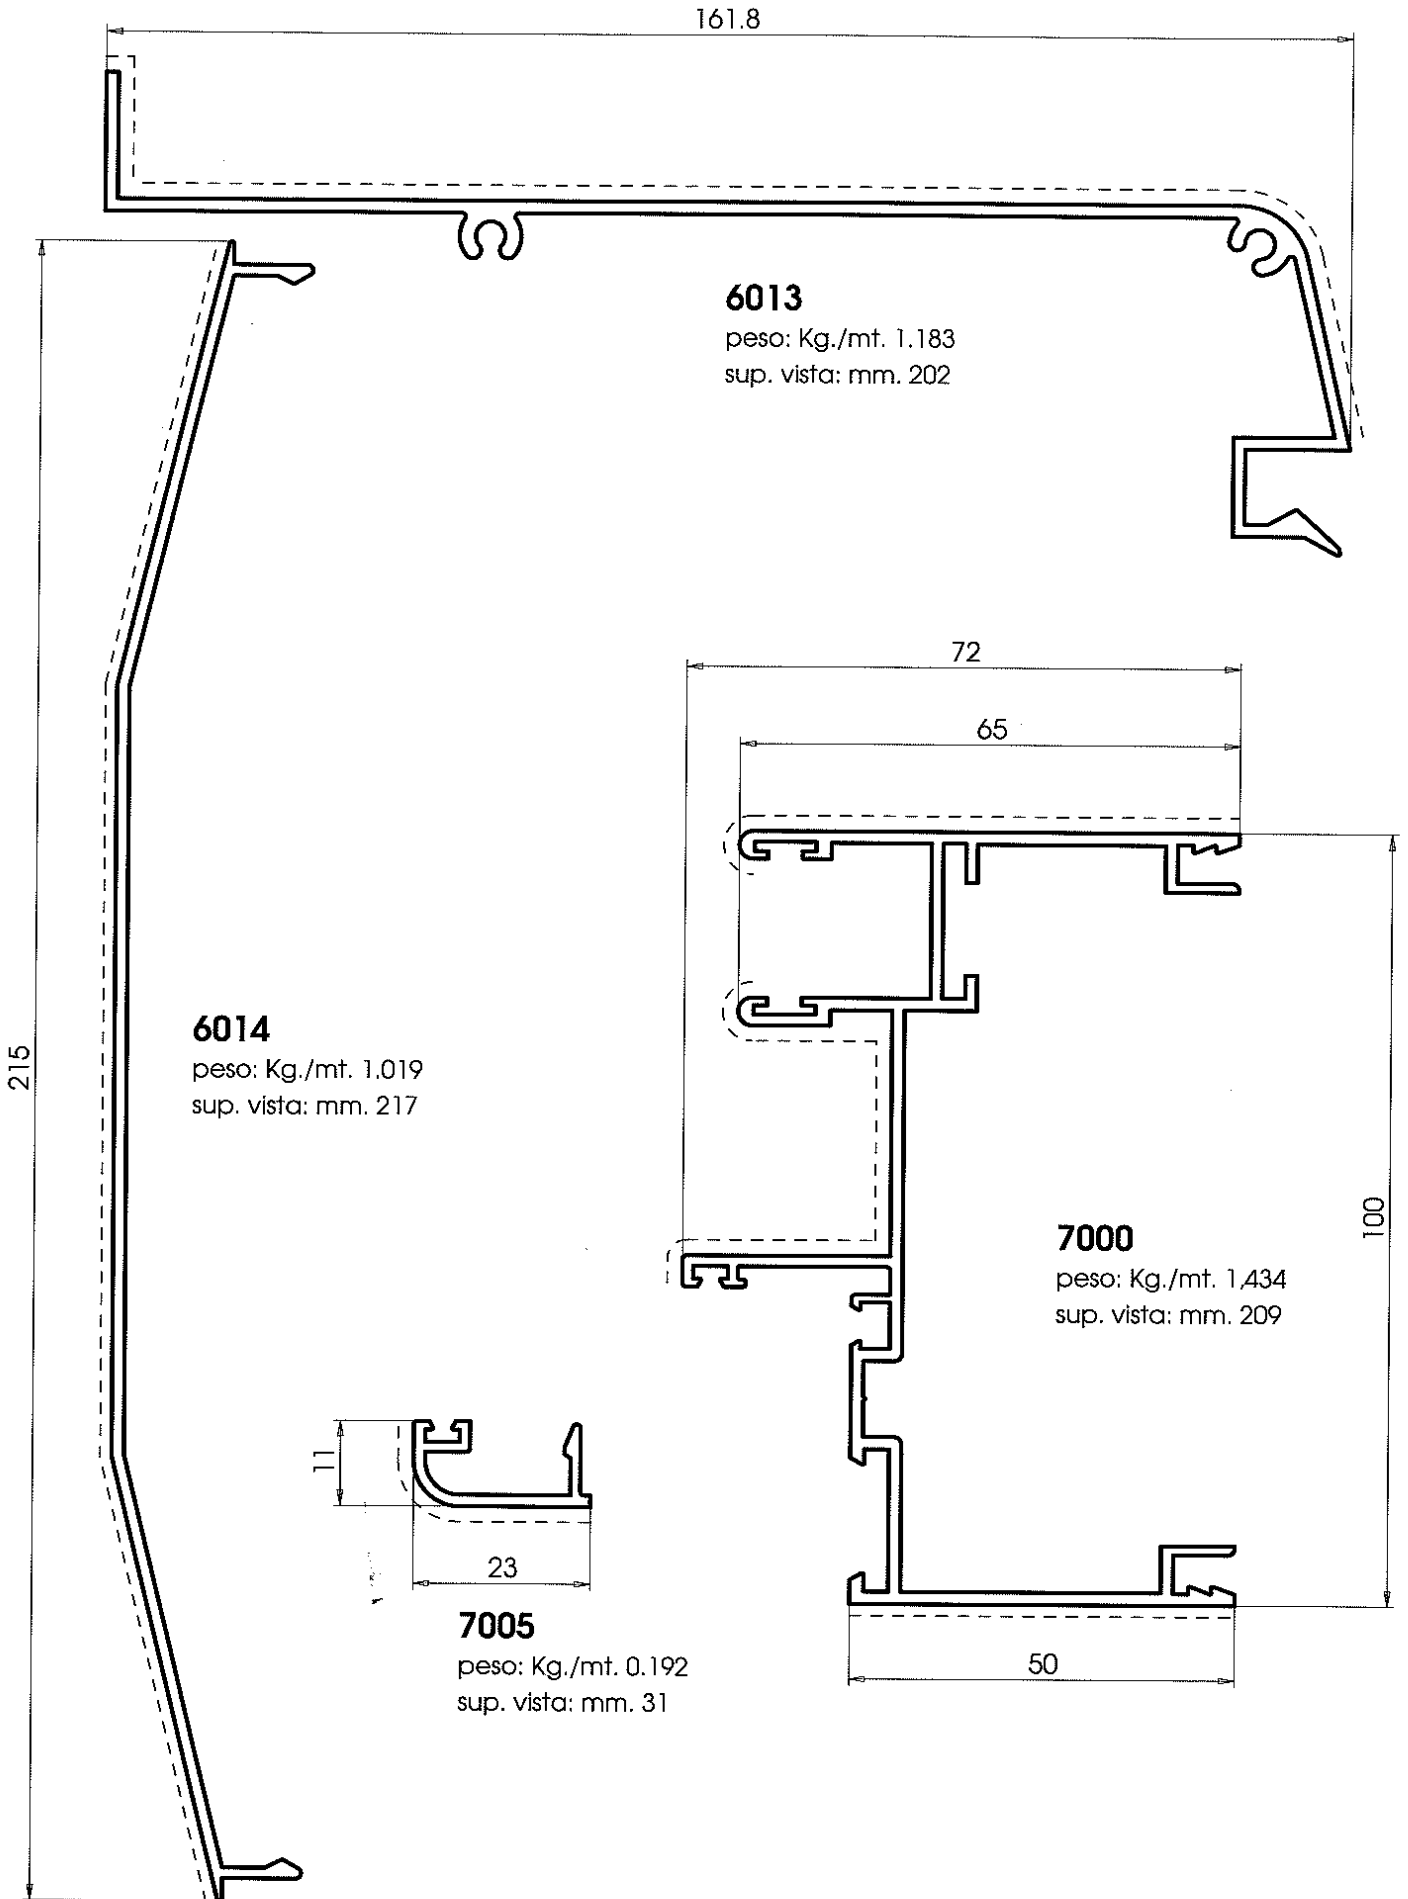 161.8
6013
peso: Kg./mt. 1.183
sup. vista: mm. 202
72
65
6014
peso: Kg./mt. 1.019
sup. vista: mm. 217
215
7000
peso: Kg./mt. 1,434
sup. vista: mm. 209
100
11
23
7005
peso: Kg./mt. 0.192
sup. vista: mm. 31
50